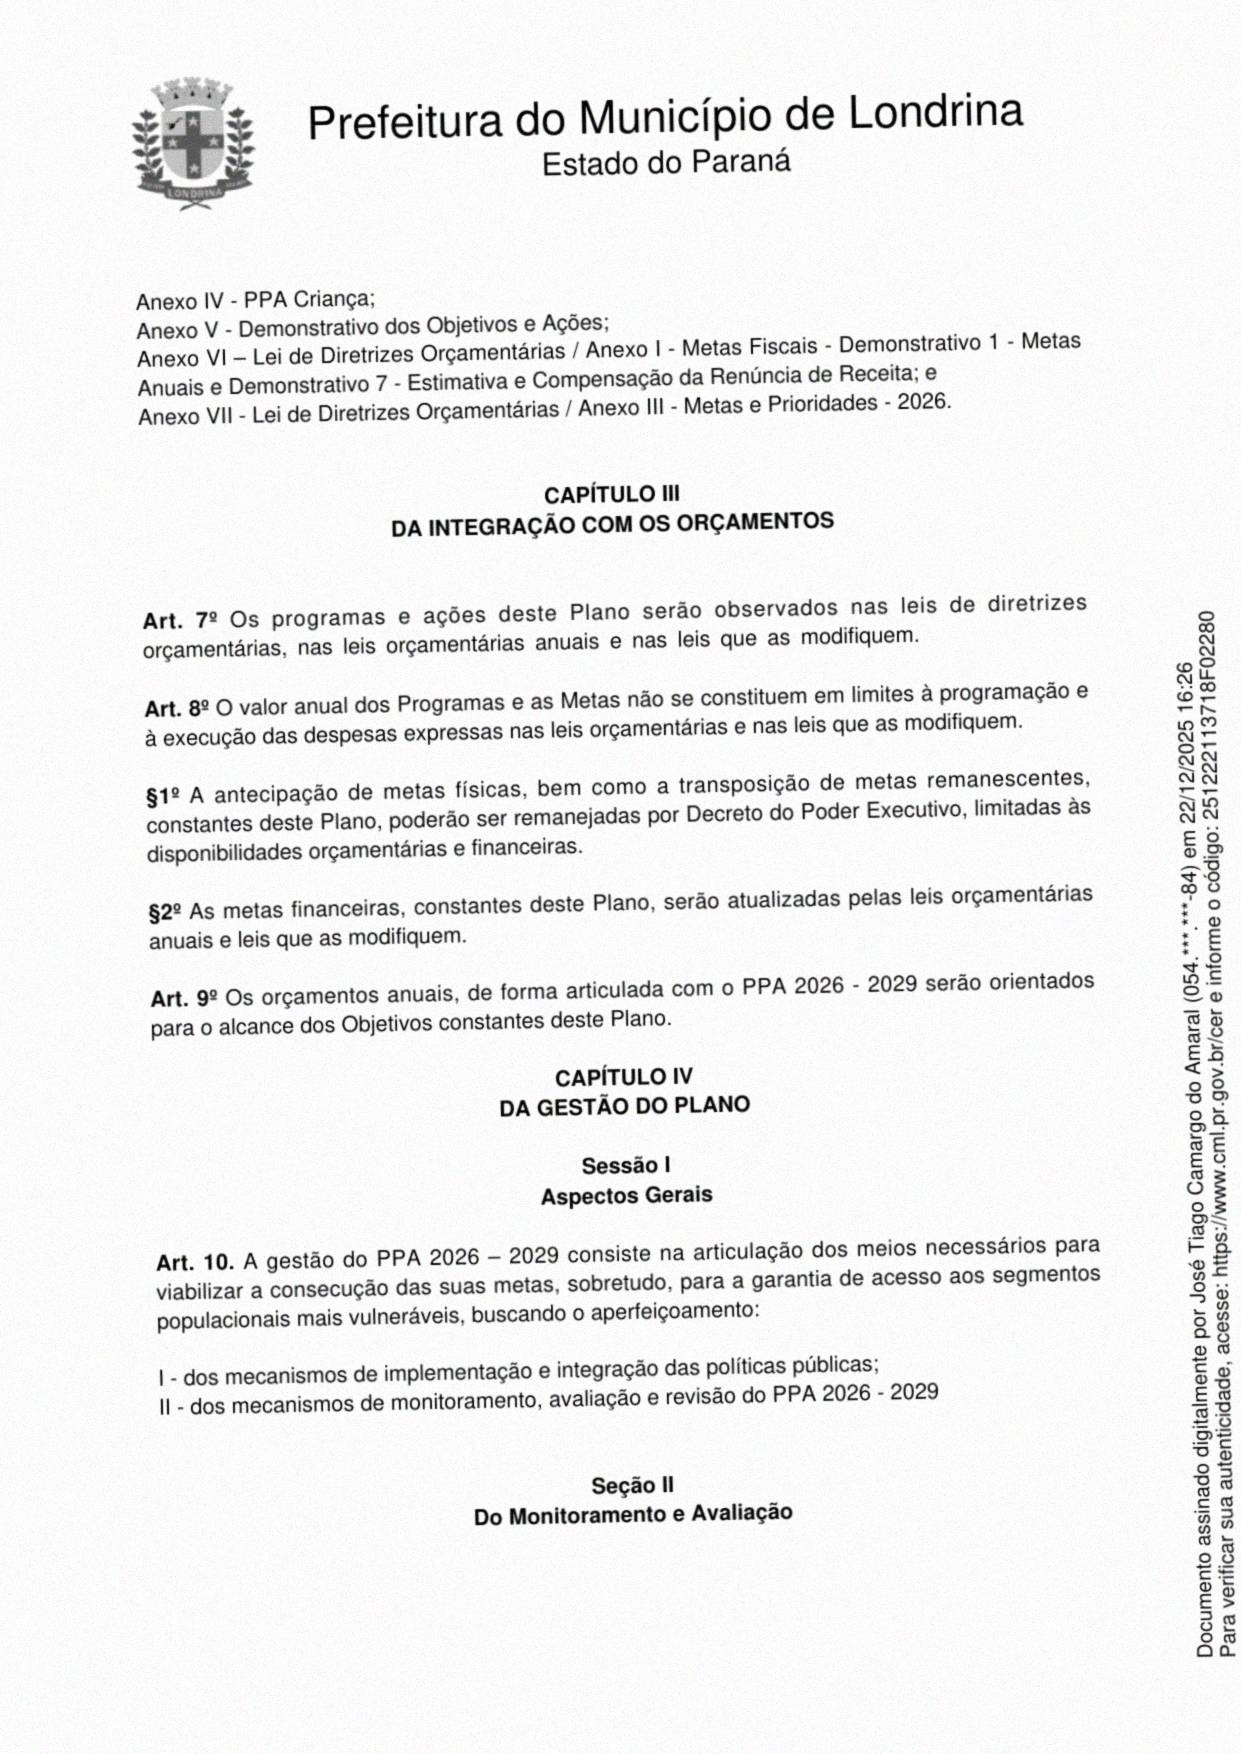 LONDRINA
Prefeitura do Município de Londrina
Estado do Paraná
Anexo IV - PPA Criança;
Anexo V - Demonstrativo dos Objetivos e Ações;
Anexo VI – Lei de Diretrizes Orçamentárias / Anexo I - Metas Fiscais - Demonstrativo 1 - Metas
Anuais e Demonstrativo 7 - Estimativa e Compensação da Renúncia de Receita; e
Anexo VII - Lei de Diretrizes Orçamentárias / Anexo III - Metas e Prioridades - 2026.
CAPÍTULO III
DA INTEGRAÇÃO COM OS ORÇAMENTOS
Art. 7º Os programas e ações deste Plano serão observados nas leis de diretrizes
orçamentárias, nas leis orçamentárias anuais e nas leis que as modifiquem.
Art. 8º O valor anual dos Programas e as Metas não se constituem em limites à programação e
à execução das despesas expressas nas leis orçamentárias e nas leis que as modifiquem.
§1º A antecipação de metas físicas, bem como a transposição de metas remanescentes,
constantes deste Plano, poderão ser remanejadas por Decreto do Poder Executivo, limitadas às
disponibilidades orçamentárias e financeiras.
§2º As metas financeiras, constantes deste Plano, serão atualizadas pelas leis orçamentárias
anuais e leis que as modifiquem.
Art. 9º Os orçamentos anuais, de forma articulada com o PPA 2026 - 2029 serão orientados
para o alcance dos Objetivos constantes deste Plano.
CAPÍTULO IV
DA GESTÃO DO PLANO
Sessão I
Aspectos Gerais
Art. 10. A gestão do PPA 2026 – 2029 consiste na articulação dos meios necessários para
viabilizar a consecução das suas metas, sobretudo, para a garantia de acesso aos segmentos
populacionais mais vulneráveis, buscando o aperfeiçoamento:
I - dos mecanismos de implementação e integração das políticas públicas;
II - dos mecanismos de monitoramento, avaliação e revisão do PPA 2026 - 2029
Seção II
Do Monitoramento e Avaliação
Documento assinado digitalmente por José Tiago Camargo do Amaral (054.***.***-84) em 22/12/2025 16:26
Para verificar sua autenticidade, acesse: https://www.cml.pr.gov.br/cer e informe o código: 251222113718F02280